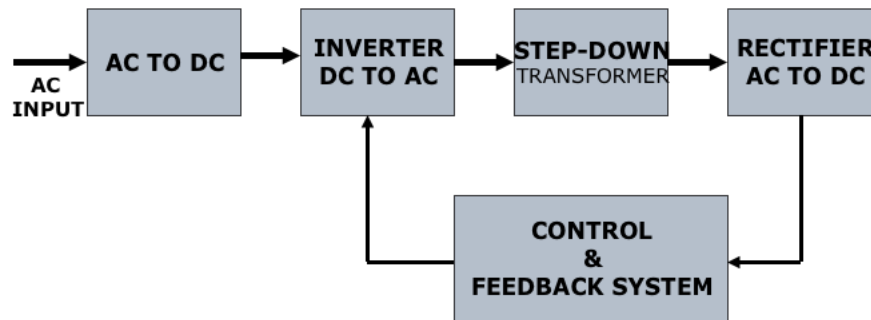 AC
INPUT
AC TO DC
INVERTER
DC TO AC
STEP-DOWN
TRANSFORMER
RECTIFIER
AC TO DC
CONTROL
&
FEEDBACK SYSTEM